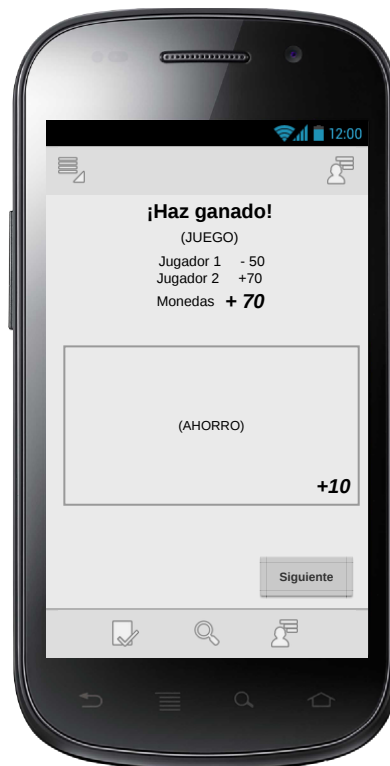 12:00
¡Haz ganado!
(JUEGO)
Jugador 1 - 50
Jugador 2 +70
Monedas + 70
(AHORRO)
+10
Siguiente